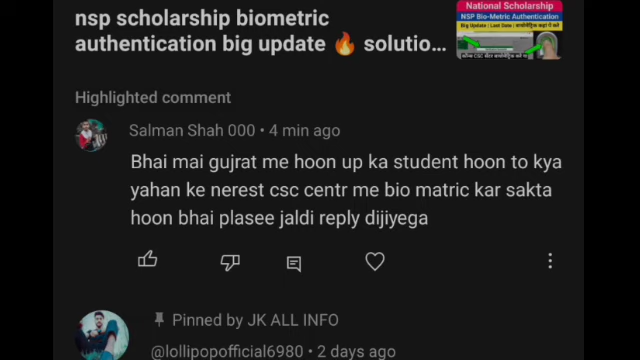 nsp scholarship biometric
authentication big update 🔥 solutio...
National Scholarship
NSP Bio-Metric Authentication
Highlighted comment
Salman Shah 000 • 4 min ago
Bhai mai gujrat me hoon up ka student hoon to kya
yahan ke nerest csc centr me bio matric kar sakta
hoon bhai plasee jaldi reply dijiyega
Pinned by JK ALL INFO
@lollipopofficial6980 • 2 days ago